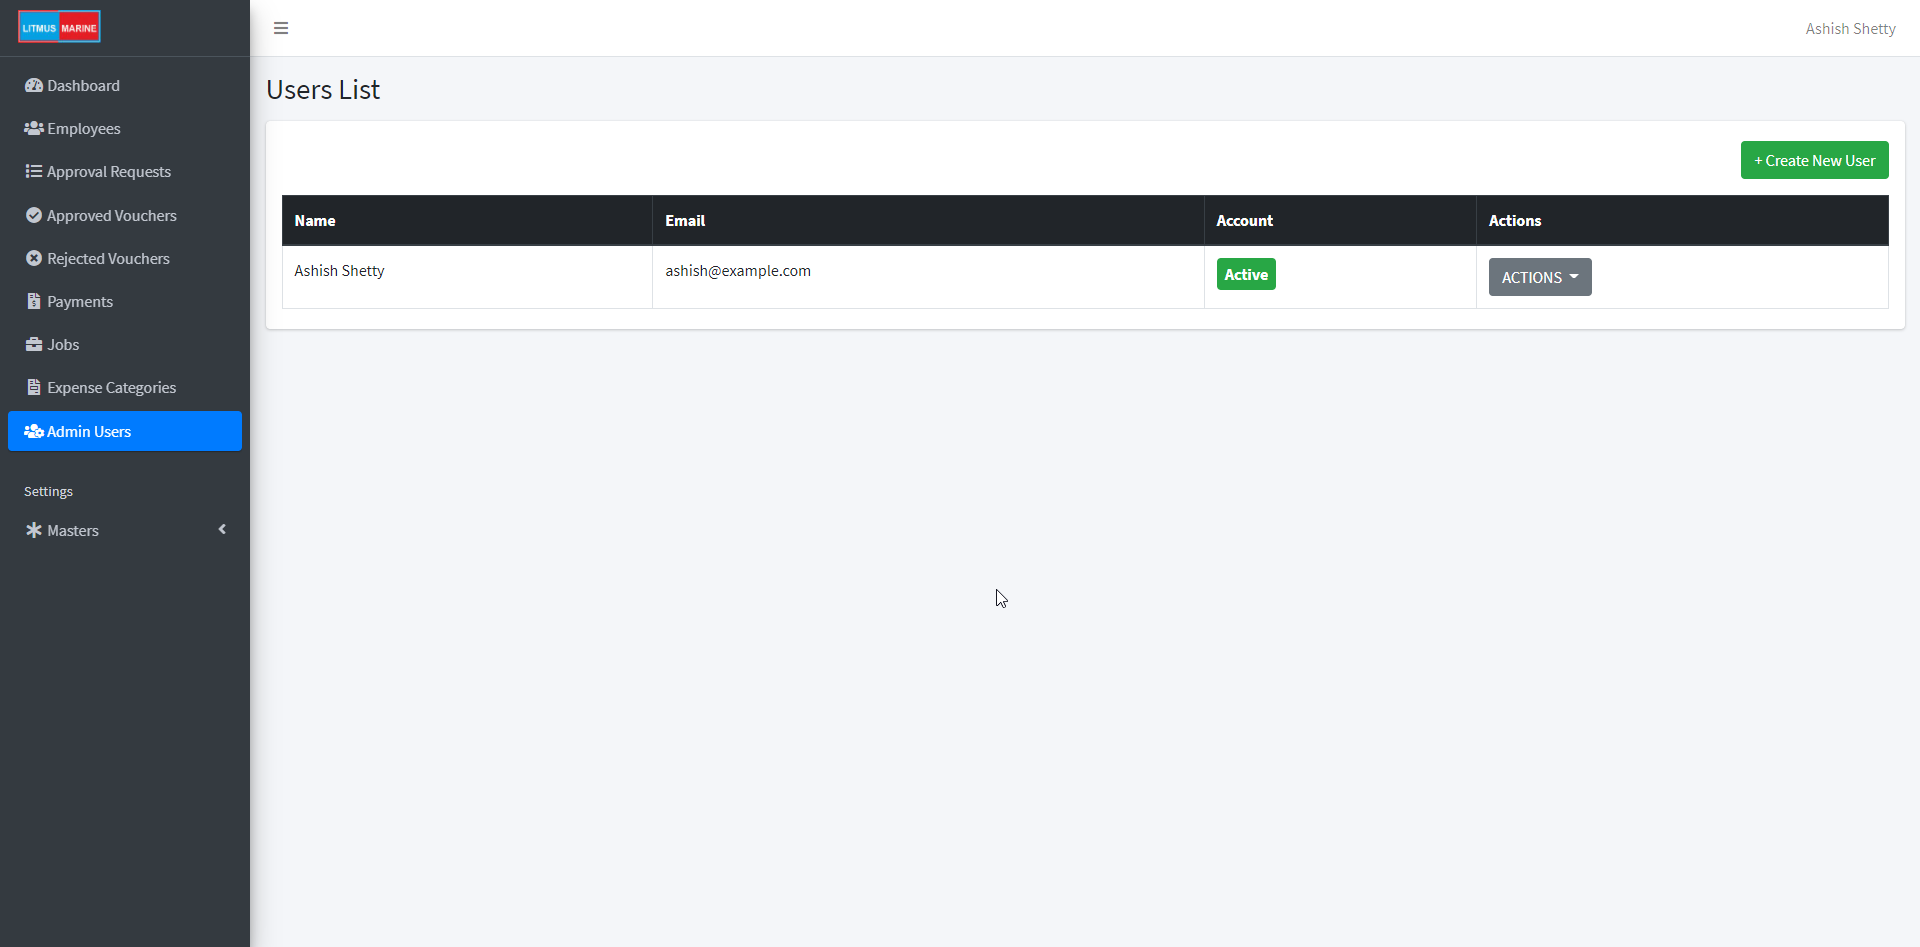 LITMUS MARINE
Ashish Shetty
Dashboard
Employees
Approval Requests
Approved Vouchers
Rejected Vouchers
Payments
Jobs
Expense Categories
Admin Users
Settings
Masters
Users List
+ Create New User
Name Email Account Actions
Ashish Shetty ashish@example.com Active ACTIONS